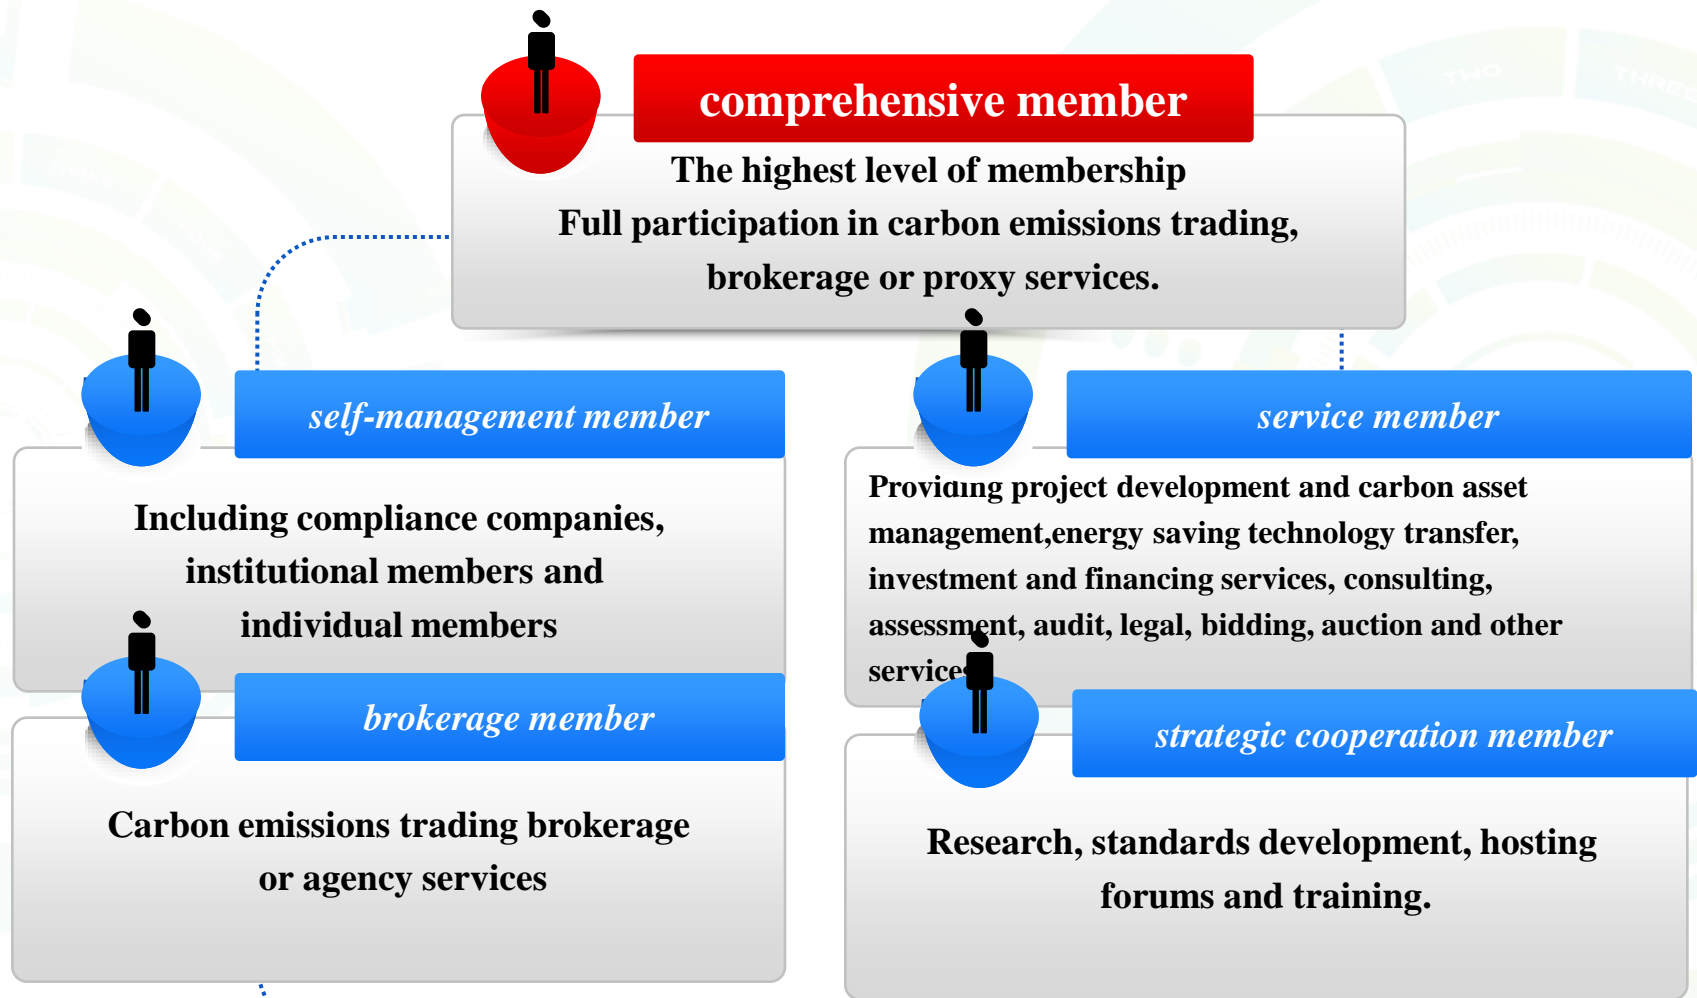 comprehensive member
The highest level of membership
Full participation in carbon emissions trading,
brokerage or proxy services.
self-management member
Including compliance companies,
institutional members and
individual members
service member
Providing project development and carbon asset
management,energy saving technology transfer,
investment and financing services, consulting,
assessment, audit, legal, bidding, auction and other
services
brokerage member
Carbon emissions trading brokerage
or agency services
strategic cooperation member
Research, standards development, hosting
forums and training.
TWO
THREE